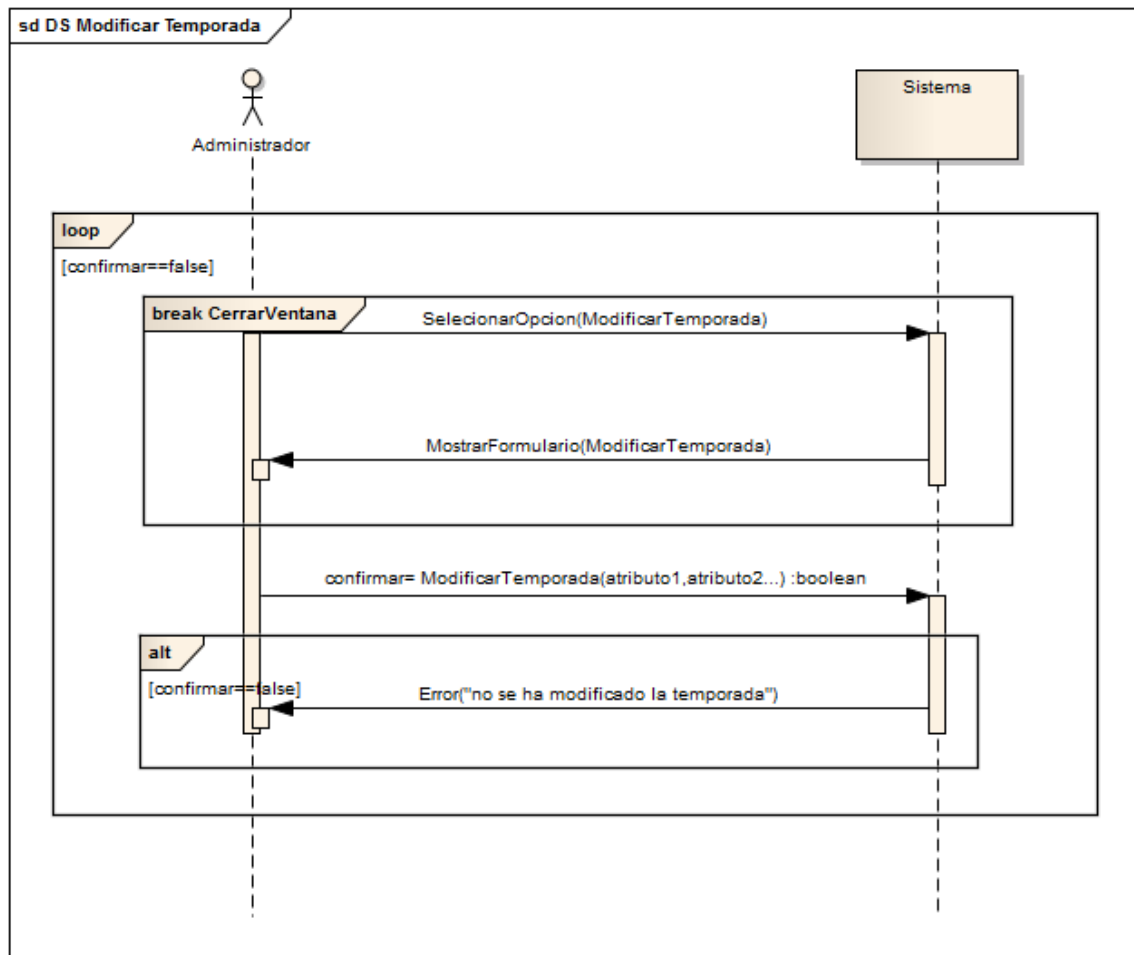 sd DS Modificar Temporada
Administrador
Sistema
loop
[confirmar==false]
break CerrarVentana
SelecionarOpcion(ModificarTemporada)
MostrarFormulario(ModificarTemporada)
confirmar= ModificarTemporada(atributo1,atributo2...) :boolean
alt
[confirmar==false]
Error("no se ha modificado la temporada")